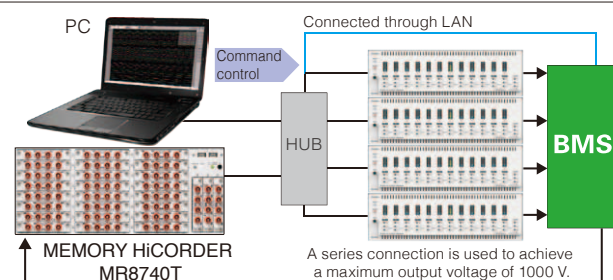 PC
Connected through LAN
Command
control
HUB
BMS
MEMORY HiCORDER
MR8740T
A series connection is used to achieve
a maximum output voltage of 1000 V.